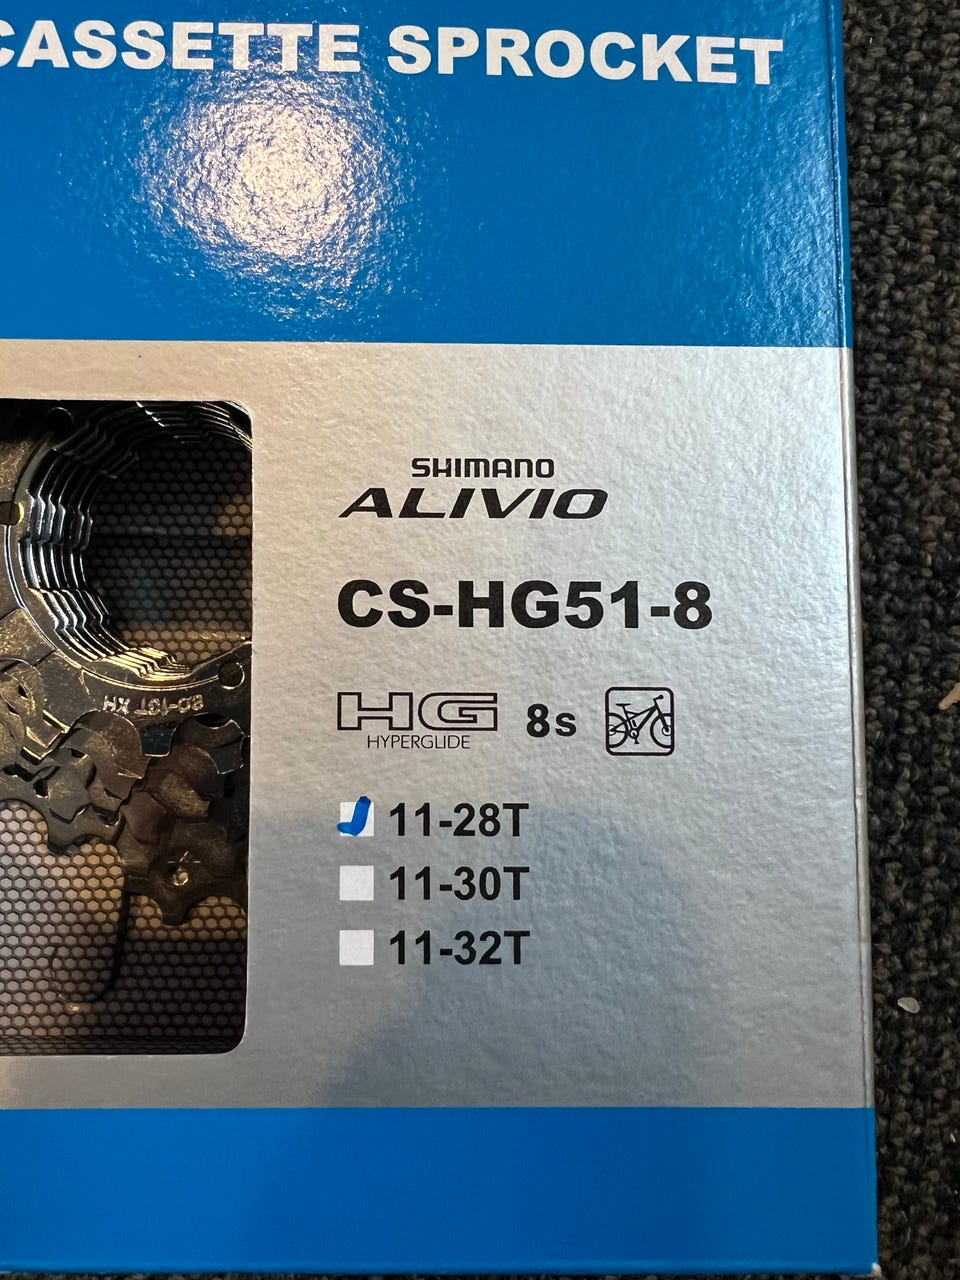 CASSETTE SPROCKET
SHIMANO
ALIVIO
CS-HG51-8
HG 8s
HYPERGLIDE
11-28T
11-30T
11-32T